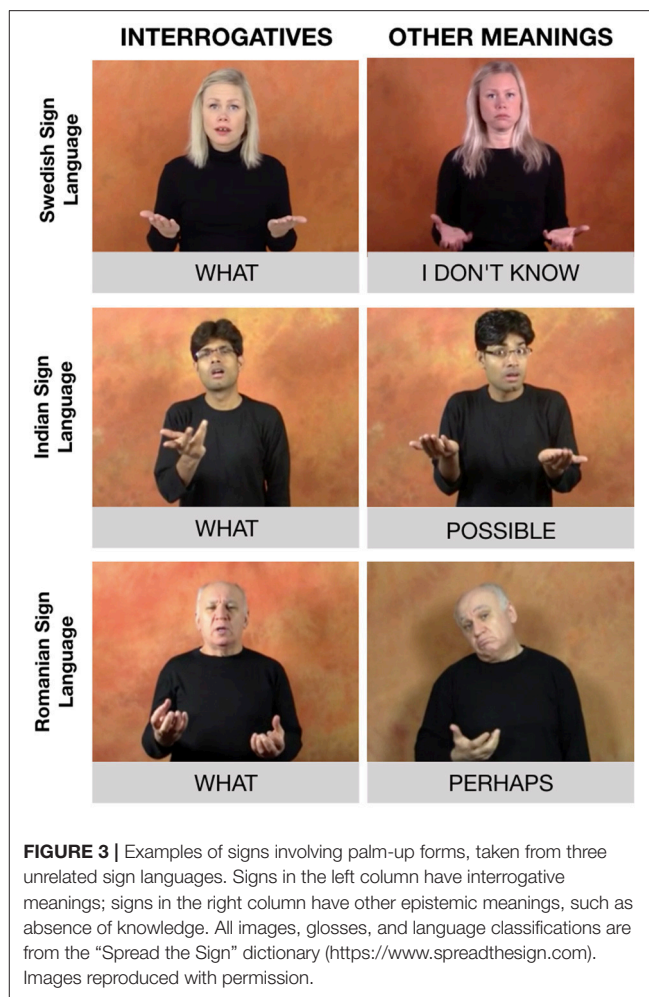 INTERROGATIVES OTHER MEANINGS
Swedish Sign
Language
WHAT I DON'T KNOW
Indian Sign
Language
WHAT POSSIBLE
Romanian Sign
Language
WHAT PERHAPS
FIGURE 3 | Examples of signs involving palm-up forms, taken from three
unrelated sign languages. Signs in the left column have interrogative
meanings; signs in the right column have other epistemic meanings, such as
absence of knowledge. All images, glosses, and language classifications are
from the “Spread the Sign” dictionary (https://www.spreadthesign.com).
Images reproduced with permission.